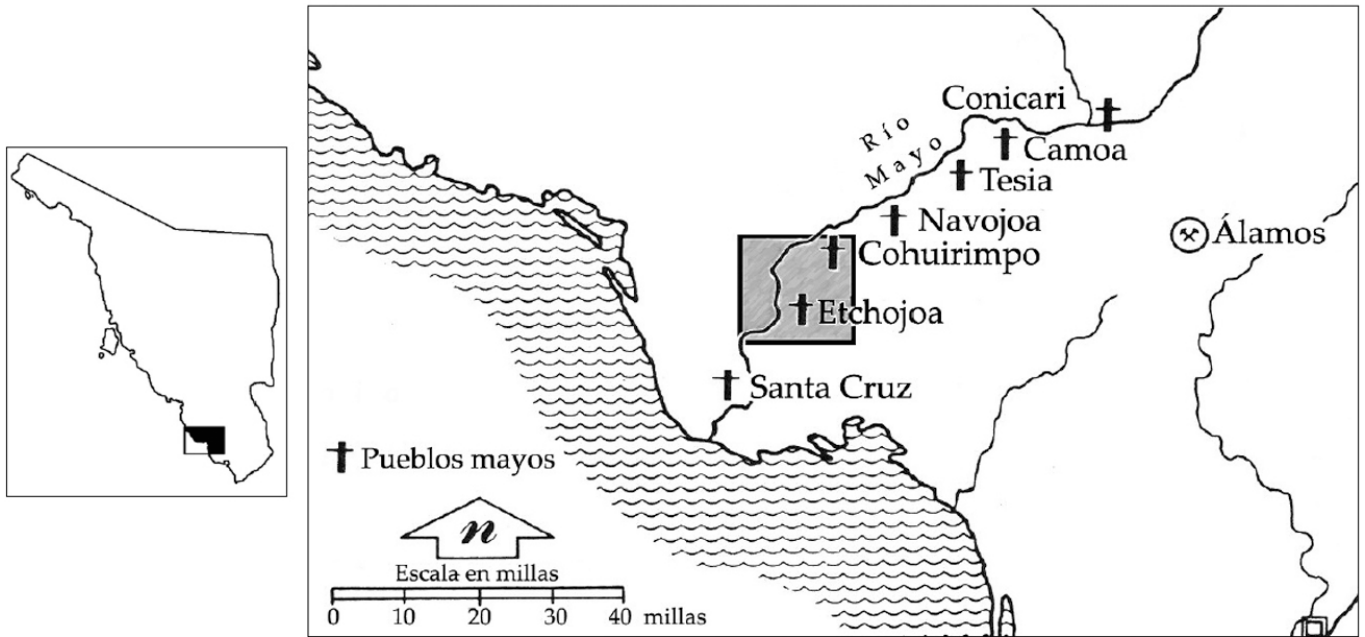 Conicari
Río
Mayo
Camoa
Tesia
Navojoa
Álamos
Cohuirimpo
Etchojoa
Santa Cruz
Pueblos mayos
n
Escala en millas
0 10 20 30 40 millas